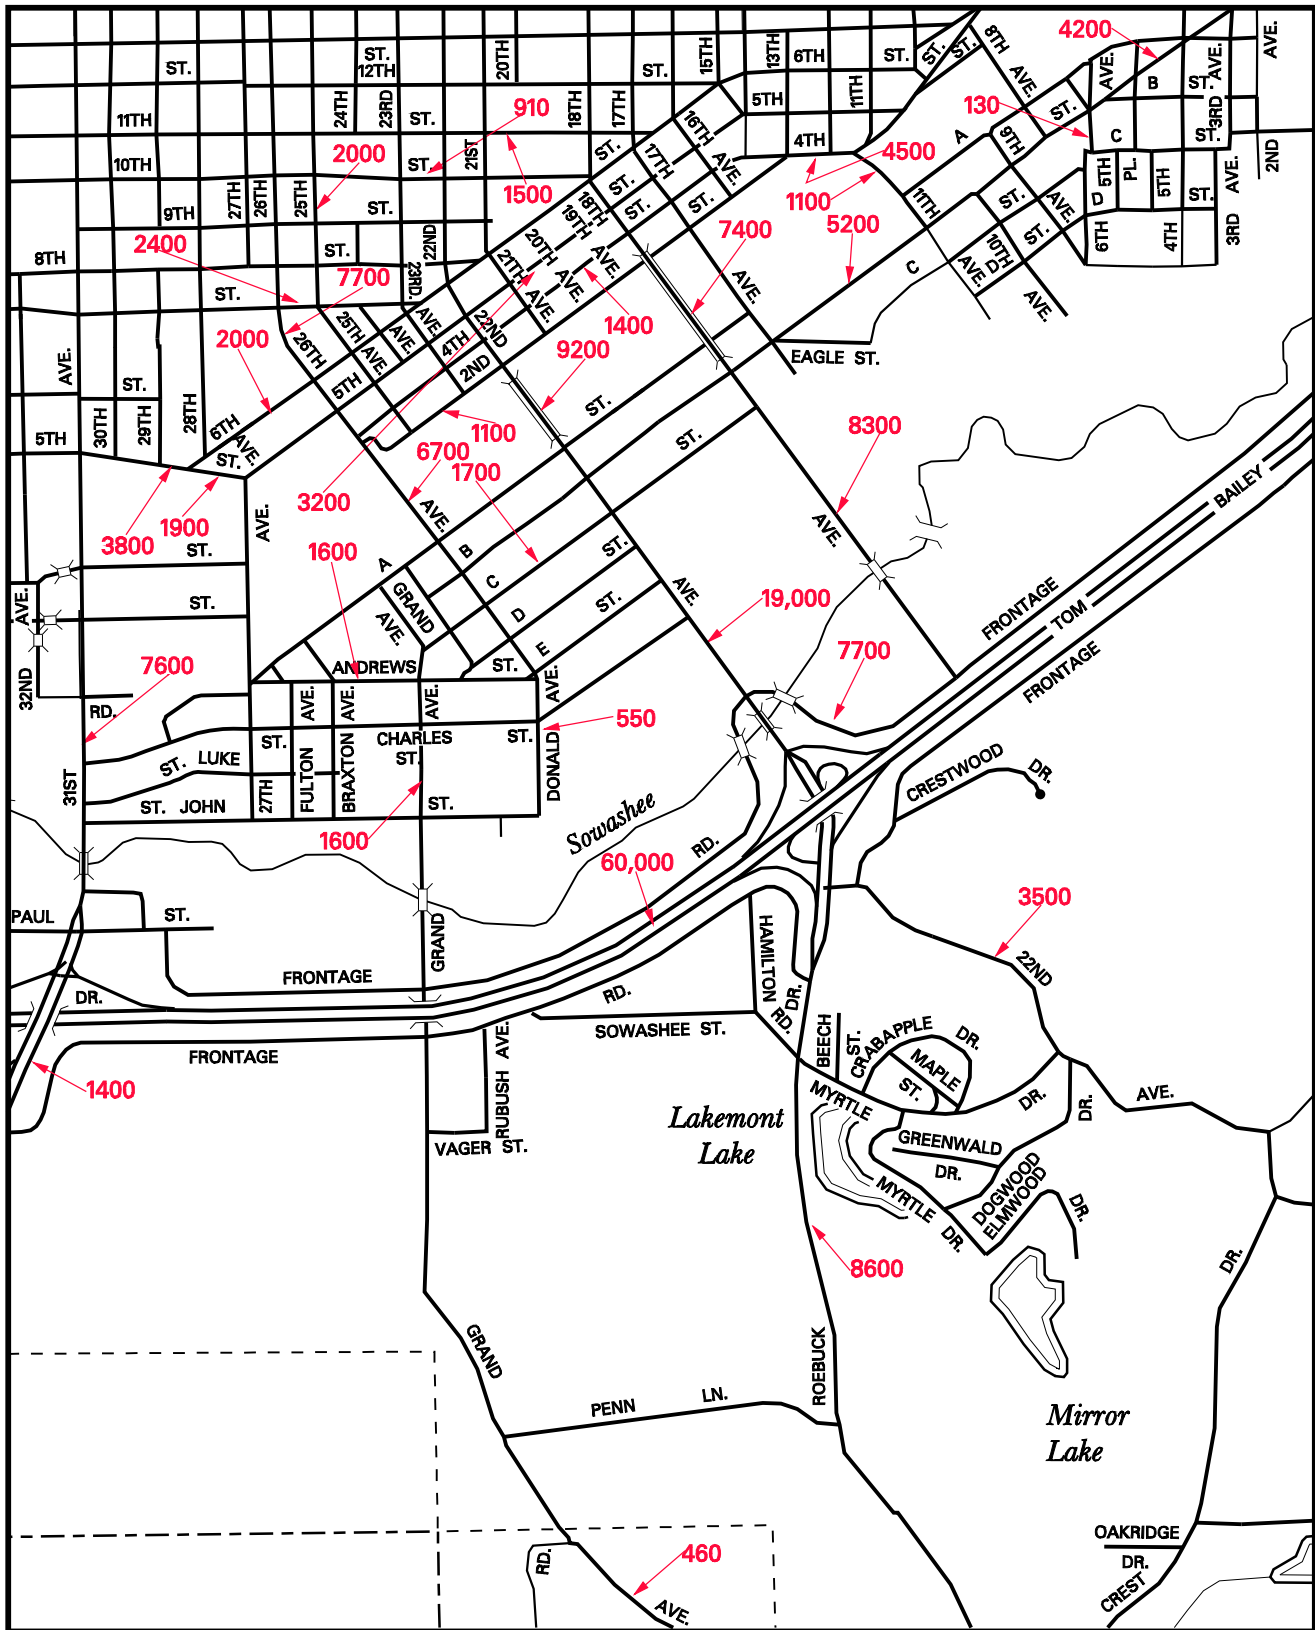 4200
AVE.
ST.
12TH
20TH
15TH
13TH
6TH
ST.
ST.
ST.
8TH
AVE.
AVE.
AVE.
ST.
ST.
B
ST.
24TH
23RD
910
18TH
17TH
5TH
11TH
130
ST.
3RD
11TH
ST.
16TH
A
9TH
C
ST.
2ND
10TH
2000
ST.
21ST
1500
ST.
17TH
AVE.
4TH
4500
1100
5TH
PL.
5TH
ST.
AVE.
27TH
26TH
25TH
9TH
ST.
ST.
18TH
19TH
ST.
ST.
11TH
ST.
AVE.
D
6TH
4TH
3RD
8TH
2400
ST.
22ND
20TH
AVE.
7400
5200
10TH
D
ST.
7700
23RD.
21TH
AVE.
AVE.
C
AVE.
AVE.
ST.
2000
25TH
AVE.
AVE.
AVE.
26TH
4TH
22ND
AVE.
1400
9200
EAGLE ST.
AVE.
ST.
5TH
2ND
ST.
30TH
29TH
28TH
6TH
AVE.
ST.
5TH
1100
6700
1700
ST.
8300
3200
AVE.
BAILEY
3800
1900
ST.
AVE.
1600
AVE.
A
B
ST.
C
GRAND
AVE.
D
ST.
E
AVE.
19,000
FRONTAGE
TOM
FRONTAGE
AVE.
ST.
32ND
7600
ANDREWS
ST.
AVE.
7700
RD.
AVE.
AVE.
AVE.
550
ST. LUKE
ST.
CHARLES
ST.
ST.
DONALD
31ST
ST. JOHN
27TH
FULTON
BRAXTON
ST.
1600
Sowashee
CRESTWOOD
DR.
RD.
60,000
3500
PAUL
ST.
GRAND
HAMILTON
RD.
22ND
FRONTAGE
DR.
RD.
DR.
SOWASHEE ST.
FRONTAGE
1400
RUBUSH AVE.
VAGER ST.
BEECH
ST.
CRABAPPLE
DR.
MAPLE
ST.
MYRTLE
DR.
DR.
AVE.
Lakemont
Lake
GREENWALD
DR.
MYRTLE
DR.
DOGWOOD
ELMWOOD
DR.
DR.
8600
GRAND
ROEBUCK
PENN
LN.
Mirror
Lake
OAKRIDGE
DR.
CREST
460
RD.
AVE.